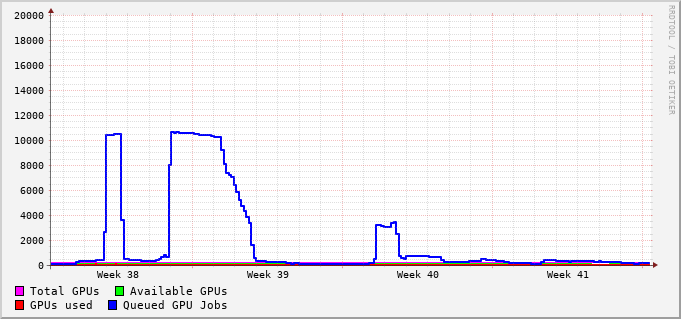 RRDTOOL / TOBI OETIKER
20000
18000
16000
14000
12000
10000
8000
6000
4000
2000
0
Week 38 Week 39 Week 40 Week 41
Total GPUs Available GPUs
GPUs used Queued GPU Jobs